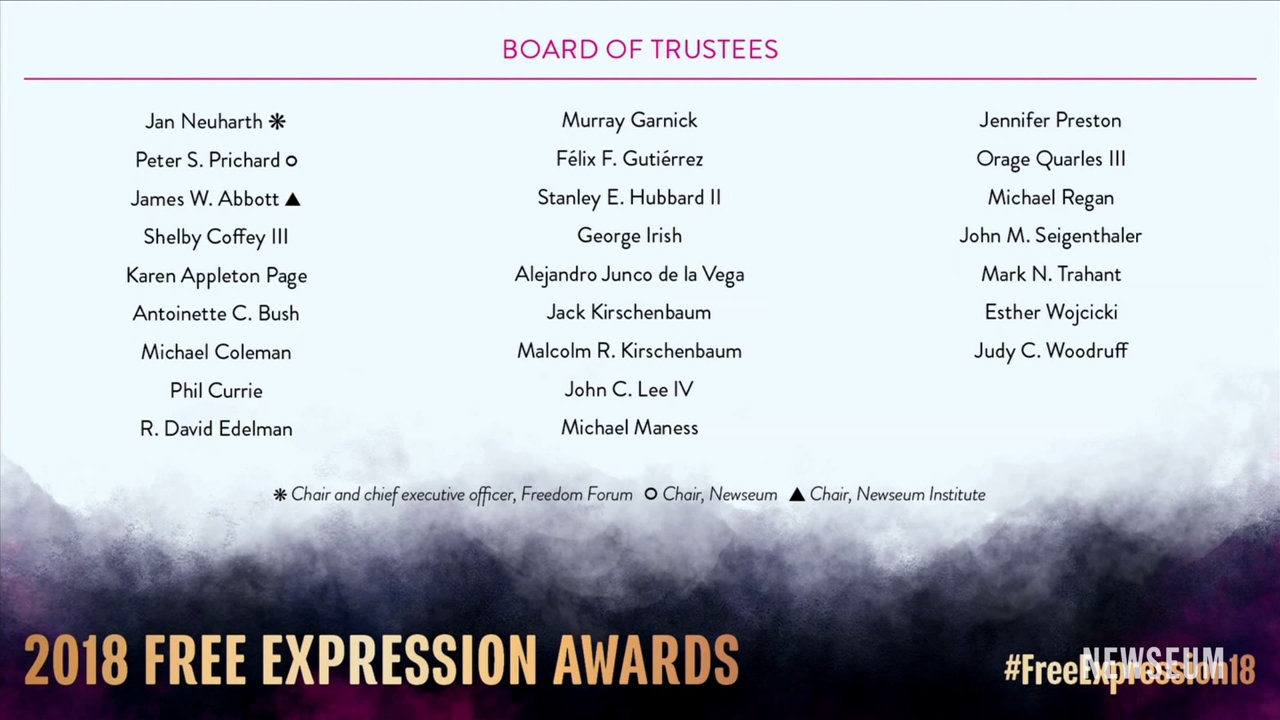 BOARD OF TRUSTEES
Jan Neuharth ❋
Peter S. Prichard ○
James W. Abbott ▲
Shelby Coffey III
Karen Appleton Page
Antoinette C. Bush
Michael Coleman
Phil Currie
R. David Edelman
Murray Garnick
Félix F. Gutiérrez
Stanley E. Hubbard II
George Irish
Alejandro Junco de la Vega
Jack Kirschenbaum
Malcolm R. Kirschenbaum
John C. Lee IV
Michael Maness
Jennifer Preston
Orage Quarles III
Michael Regan
John M. Seigenthaler
Mark N. Trahant
Esther Wojcicki
Judy C. Woodruff
❋ Chair and chief executive officer, Freedom Forum ○ Chair, Newseum ▲ Chair, Newseum Institute
2018 FREE EXPRESSION AWARDS
#FreeExpression18
NEWSEUM